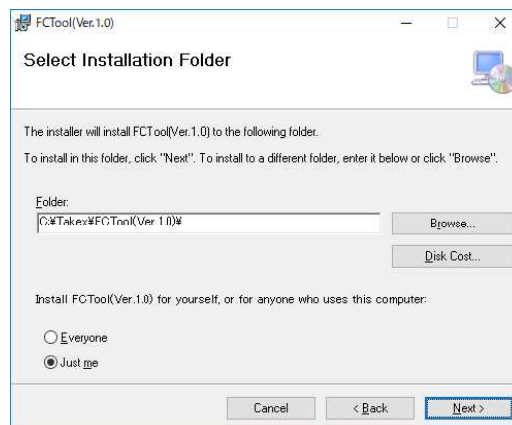 FCTool(Ver.1.0)
Select Installation Folder
The installer will install FCTool(Ver.1.0) to the following folder.
To install in this folder, click "Next". To install to a different folder, enter it below or click "Browse".
Folder:
C:¥Takex¥FCTool(Ver.1.0)¥
Browse...
Disk Cost...
Install FCTool(Ver.1.0) for yourself, or for anyone who uses this computer:
Everyone
Just me
Cancel
< Back
Next >